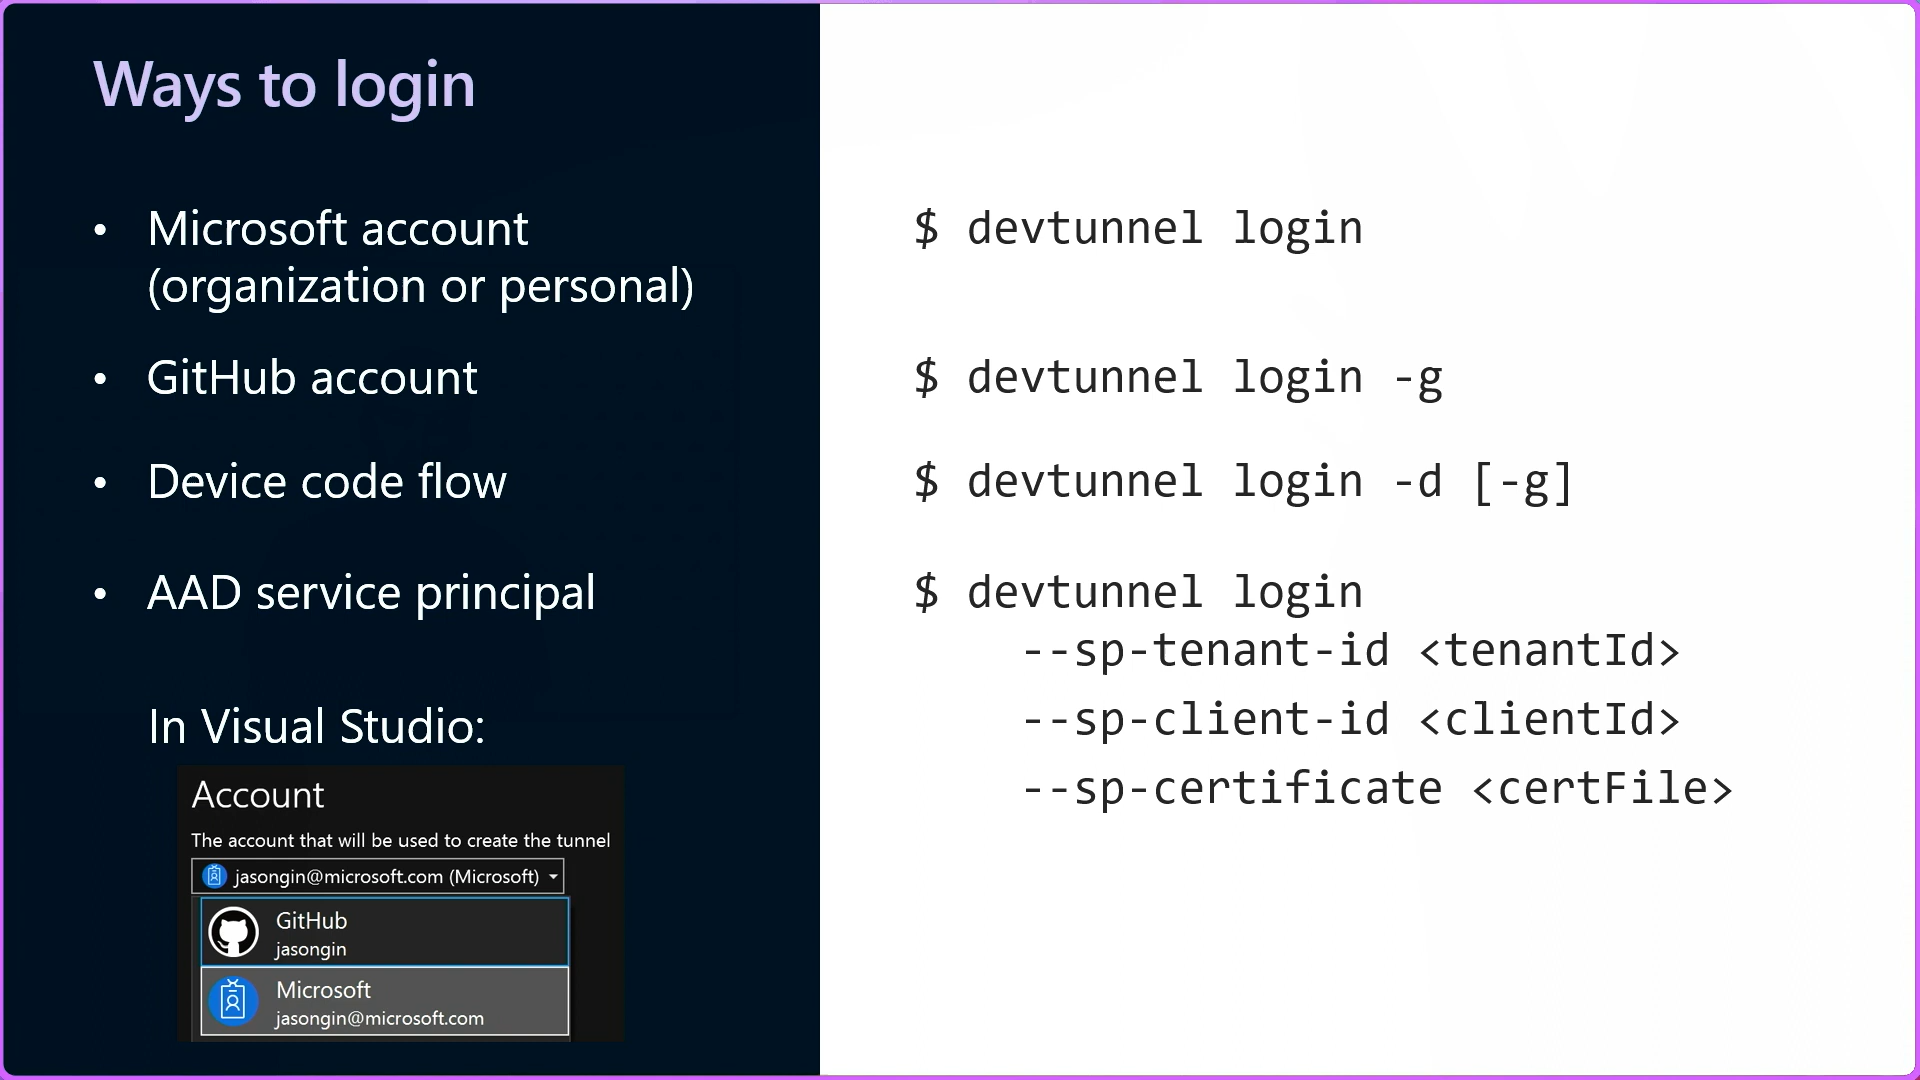 Ways to login
• Microsoft account
(organization or personal)
$ devtunnel login
• GitHub account
$ devtunnel login -g
• Device code flow
$ devtunnel login -d [-g]
• AAD service principal
$ devtunnel login
--sp-tenant-id <tenantId>
--sp-client-id <clientId>
--sp-certificate <certFile>
In Visual Studio:
Account
The account that will be used to create the tunnel
jasongin@microsoft.com (Microsoft)
GitHub
jasongin
Microsoft
jasongin@microsoft.com